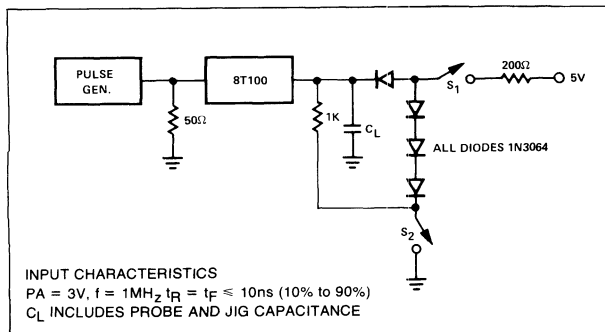 PULSE
GEN.
50Ω
8T100
1K
CL
S1
200Ω
5V
ALL DIODES 1N3064
S2
INPUT CHARACTERISTICS
PA = 3V, f = 1MHz tR = tF ≤ 10ns (10% to 90%)
CL INCLUDES PROBE AND JIG CAPACITANCE